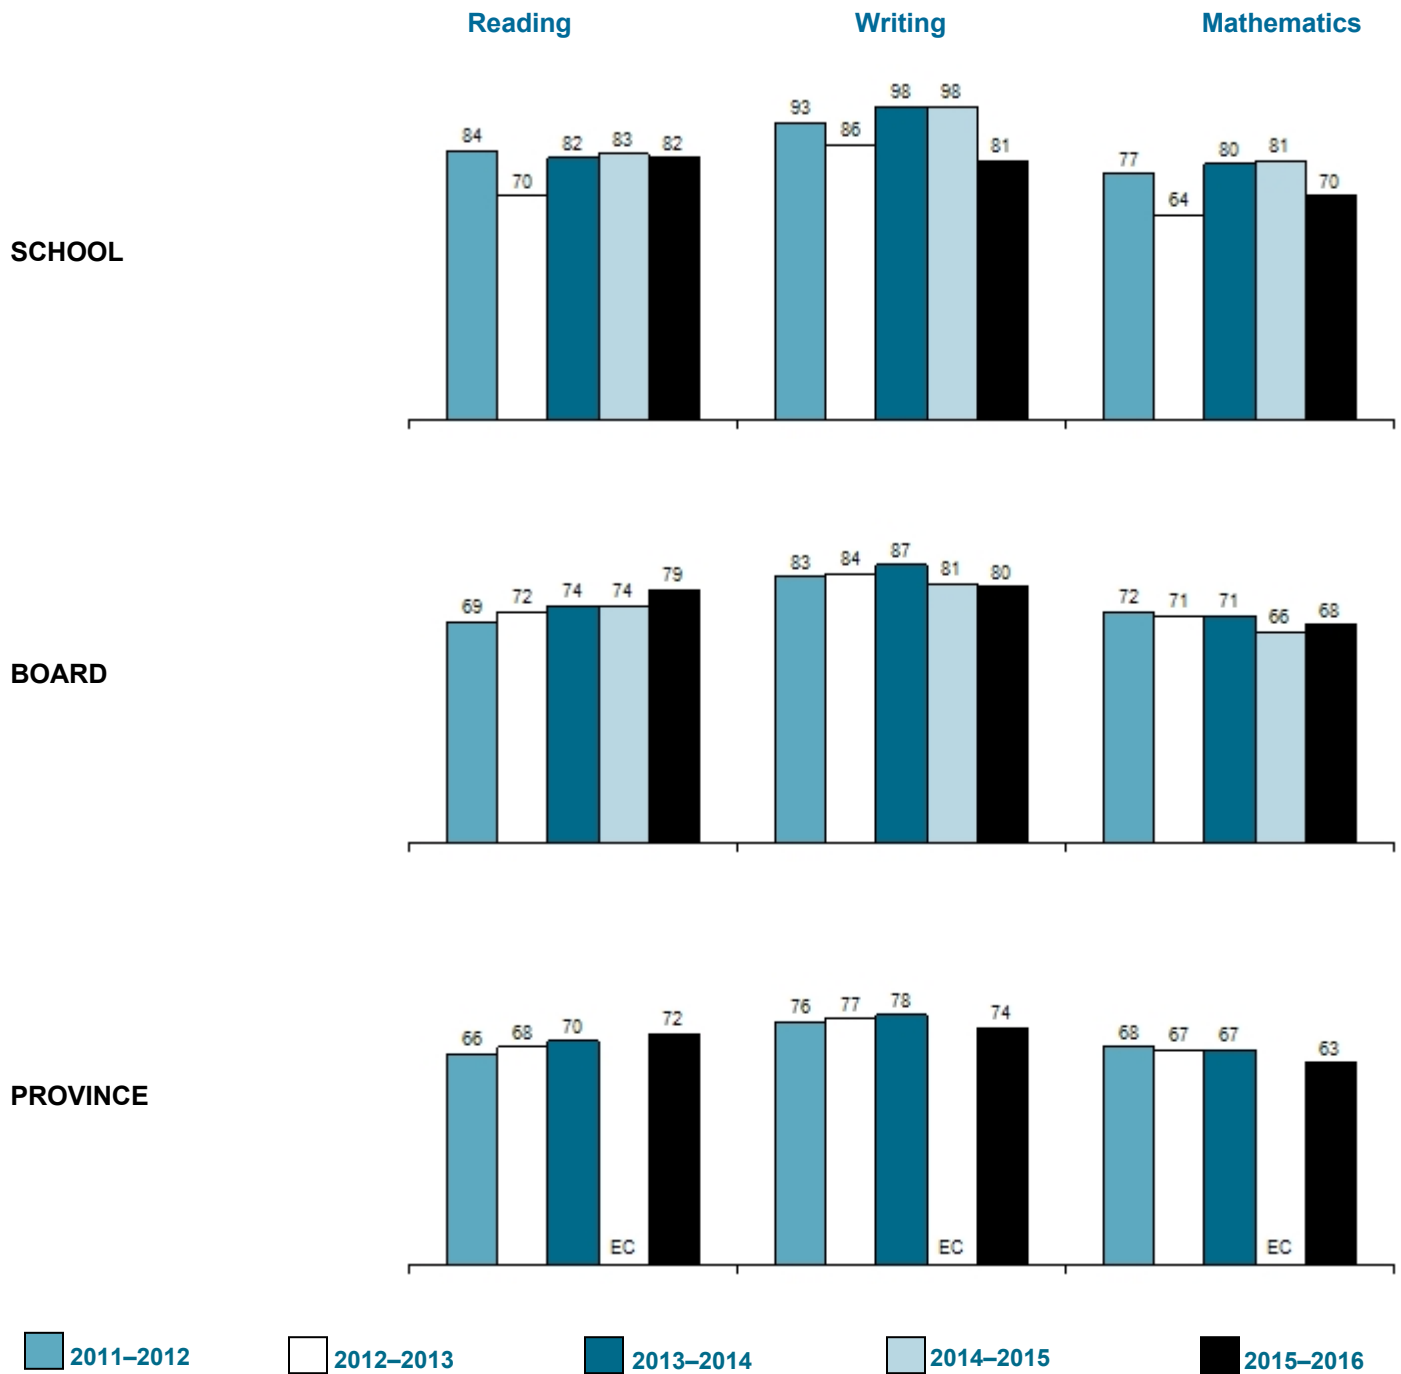 Reading Writing Mathematics
SCHOOL
84 70 82 83 82 93 86 98 98 81 77 64 80 81 70
BOARD
69 72 74 74 79 83 84 87 81 80 72 71 71 66 68
PROVINCE
66 68 70 EC 72 76 77 78 EC 74 68 67 67 EC 63
2011–2012 2012–2013 2013–2014 2014–2015 2015–2016